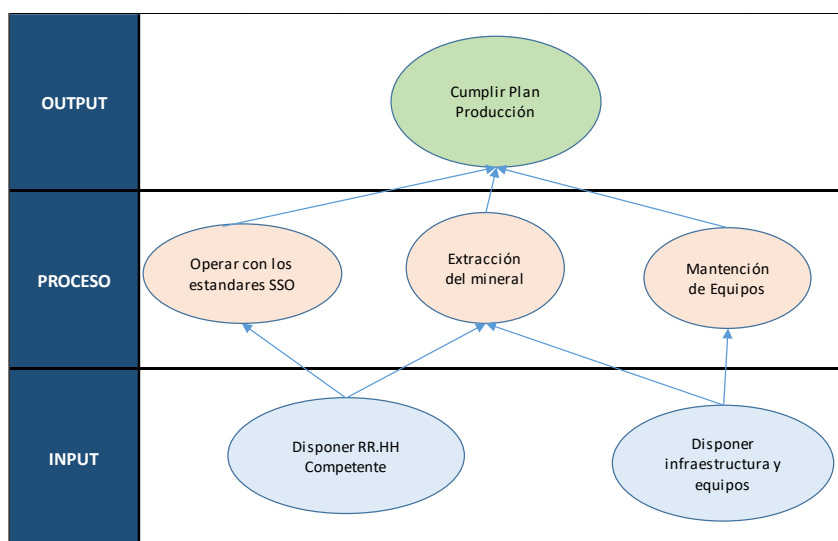 OUTPUT
Cumplir Plan
Producción
PROCESO
Operar con los
estandares SSO
Extracción
del mineral
Mantención
de Equipos
INPUT
Disponer RR.HH
Competente
Disponer
infraestructura y
equipos